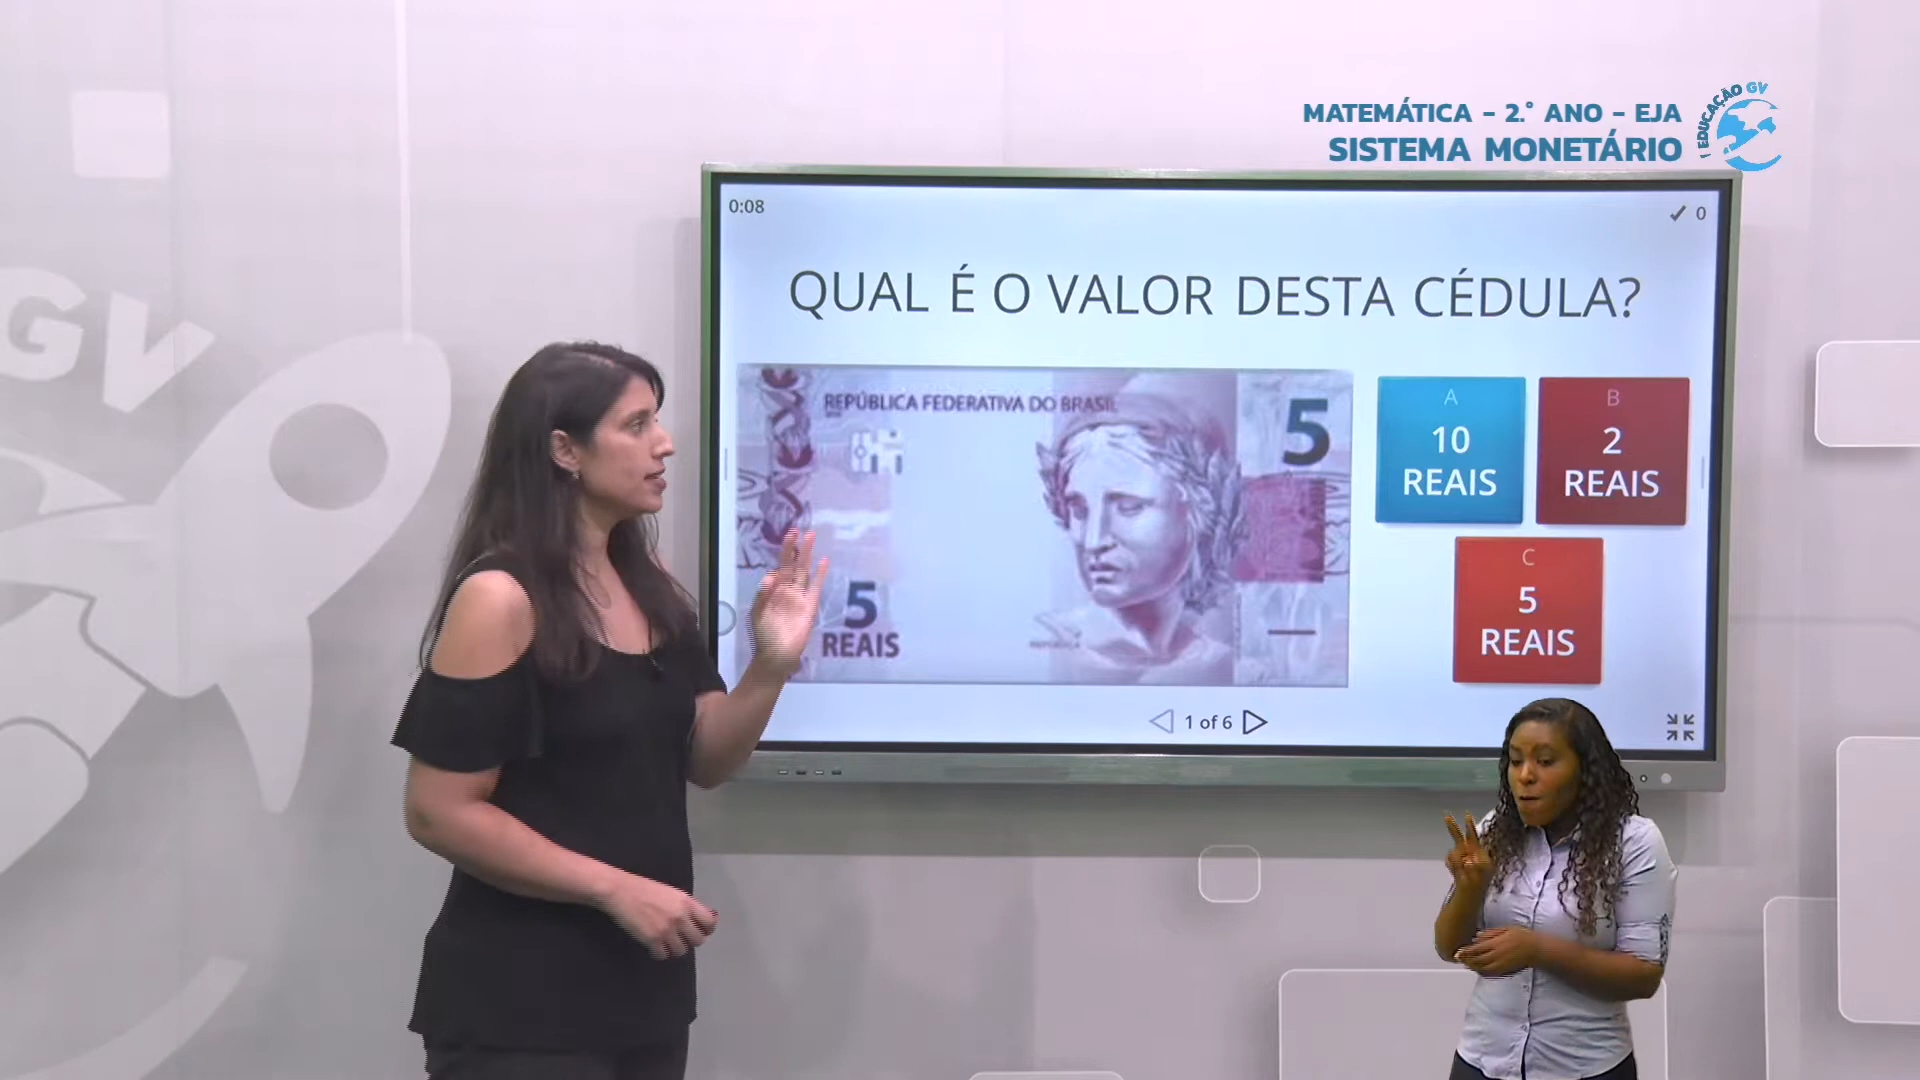 MATEMÁTICA - 2.° ANO - EJA
SISTEMA MONETÁRIO
EDUCAÇÃO GV
GV
0:08
✓ 0
QUAL É O VALOR DESTA CÉDULA?
REPÚBLICA FEDERATIVA DO BRASIL
5
5
REAIS
A
10
REAIS
B
2
REAIS
C
5
REAIS
1 of 6